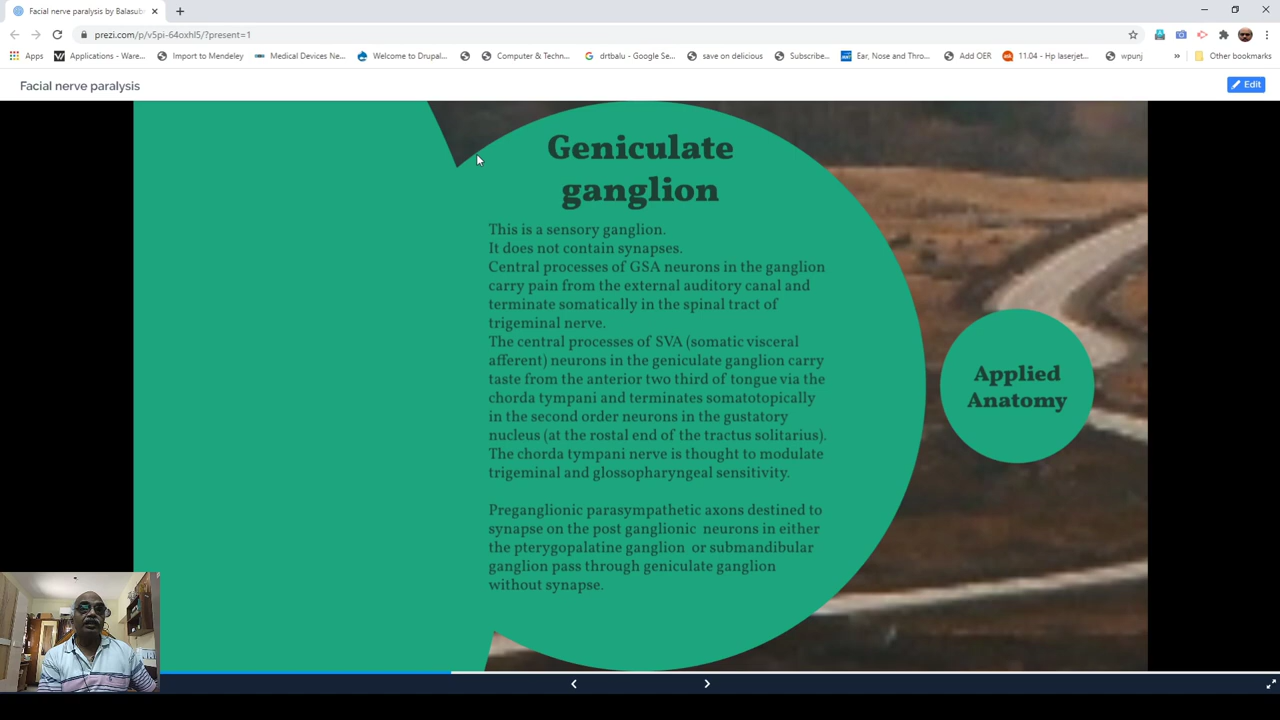 Facial nerve paralysis by Balasub
prezi.com/p/v5pi-64oxhl5/?present=1
Apps
Applications - Ware...
Import to Mendeley
Medical Devices Ne...
Welcome to Drupal...
Computer & Techn...
drtbalu - Google Se...
save on delicious
Subscribe...
Ear, Nose and Thro...
Add OER
11.04 - Hp laserjet...
wpunj
»
Other bookmarks
Facial nerve paralysis
Edit
Geniculate
ganglion
This is a sensory ganglion.
It does not contain synapses.
Central processes of GSA neurons in the ganglion
carry pain from the external auditory canal and
terminate somatically in the spinal tract of
trigeminal nerve.
The central processes of SVA (somatic visceral
afferent) neurons in the geniculate ganglion carry
taste from the anterior two third of tongue via the
chorda tympani and terminates somatotopically
in the second order neurons in the gustatory
nucleus (at the rostal end of the tractus solitarius).
The chorda tympani nerve is thought to modulate
trigeminal and glossopharyngeal sensitivity.
Preganglionic parasympathetic axons destined to
synapse on the post ganglionic neurons in either
the pterygopalatine ganglion or submandibular
ganglion pass through geniculate ganglion
without synapse.
Applied
Anatomy